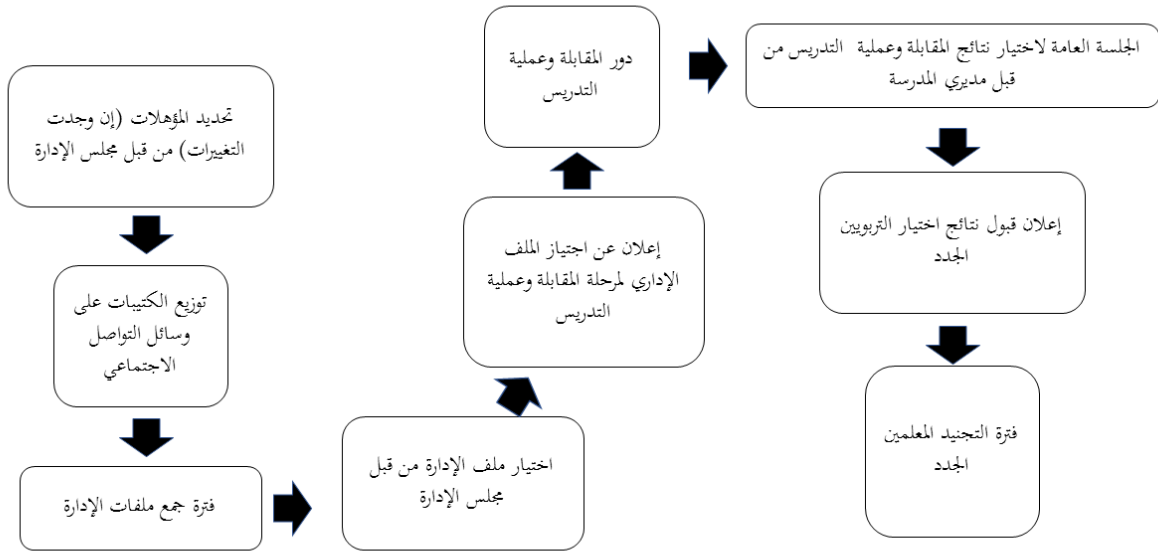 تحديد المؤهلات (إن وجدت
التغييرات) من قبل مجلس الإدارة
توزيع الكتيبات على
وسائل التواصل
الاجتماعي
فترة جمع ملفات الإدارة
اختيار ملف الإدارة من قبل
مجلس الإدارة
إعلان عن اجتياز الملف
الإداري لمرحلة المقابلة وعملية
التدريس
دور المقابلة وعملية
التدريس
الجلسة العامة لاختيار نتائج المقابلة وعملية التدريس من
قبل مديري المدرسة
إعلان قبول نتائج اختيار التربويين
الجدد
فترة التجنيد المعلمين
الجدد